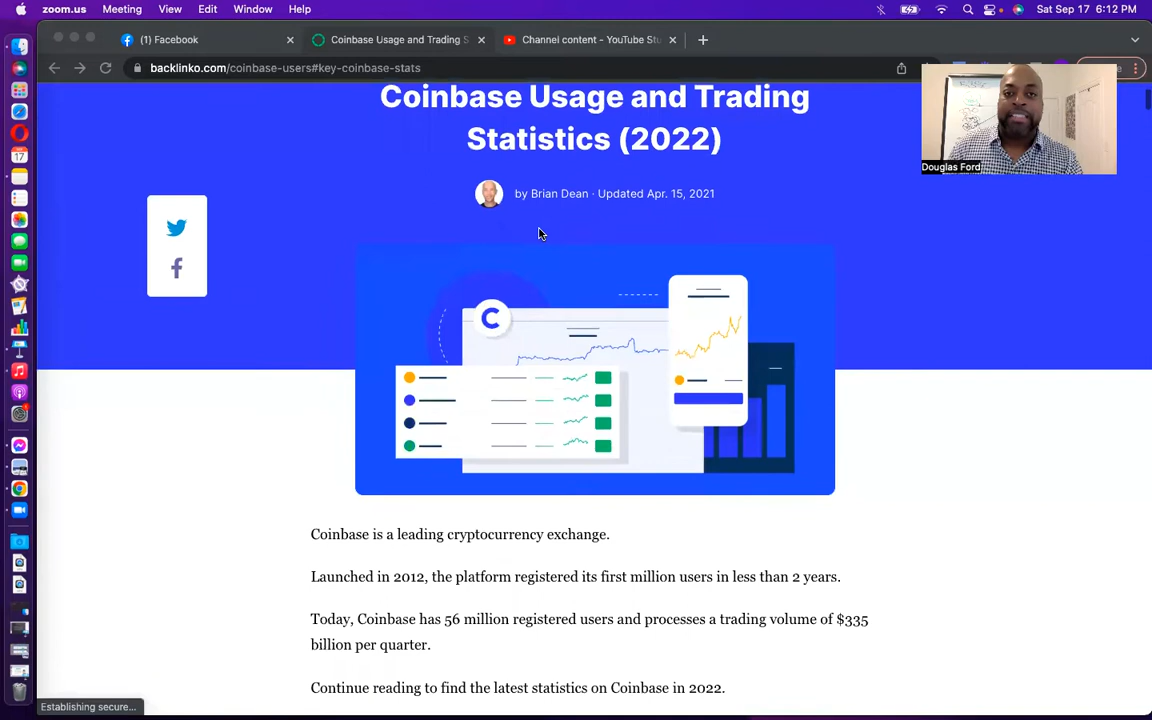 zoom.us Meeting View Edit Window Help Sat Sep 17 6:12 PM
(1) Facebook Coinbase Usage and Trading S Channel content - YouTube Stu
backlinko.com/coinbase-users#key-coinbase-stats
Coinbase Usage and Trading
Statistics (2022)
by Brian Dean · Updated Apr. 15, 2021
Douglas Ford
17
C
Coinbase is a leading cryptocurrency exchange.
Launched in 2012, the platform registered its first million users in less than 2 years.
Today, Coinbase has 56 million registered users and processes a trading volume of $335
billion per quarter.
Continue reading to find the latest statistics on Coinbase in 2022.
Establishing secure...